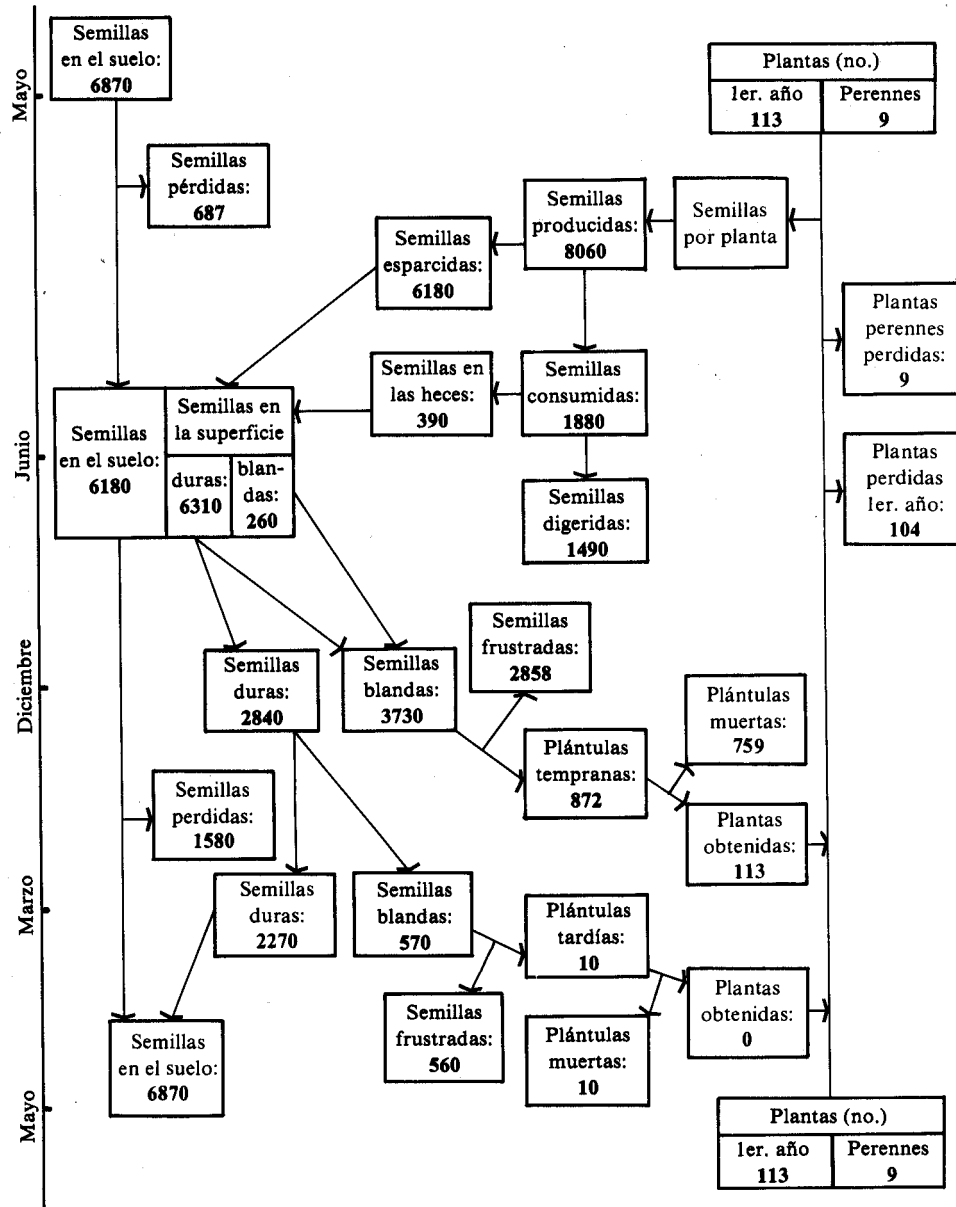 Mayo
Semillas
en el suelo:
6870
Plantas (no.)
1er. año
113
Perennes
9
Semillas
pérdidas:
687
Semillas
esparcidas:
6180
Semillas
producidas:
8060
Semillas
por planta
Plantas
perennes
perdidas:
9
Junio
Semillas
en el suelo:
6180
Semillas en
la superficie
duras:
6310
blan-
das:
260
Semillas en
las heces:
390
Semillas
consumidas:
1880
Plantas
perdidas
1er. año:
104
Semillas
digeridas:
1490
Diciembre
Semillas
duras:
2840
Semillas
blandas:
3730
Semillas
frustradas:
2858
Plántulas
tempranas:
872
Plántulas
muertas:
759
Semillas
perdidas:
1580
Plantas
obtenidas:
113
Marzo
Semillas
duras:
2270
Semillas
blandas:
570
Plántulas
tardías:
10
Semillas
frustradas:
560
Plántulas
muertas:
10
Plantas
obtenidas:
0
Semillas
en el suelo:
6870
Mayo
Plantas (no.)
1er. año
113
Perennes
9